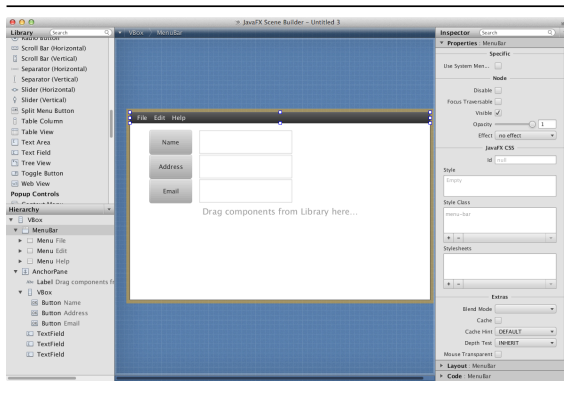 JavaFX Scene Builder – Untitled 3
Library
Search
Radio Button
Scroll Bar (Horizontal)
Scroll Bar (Vertical)
Separator (Horizontal)
Separator (Vertical)
Slider (Horizontal)
Slider (Vertical)
Split Menu Button
Table Column
Table View
Text Area
Text Field
Tree View
Toggle Button
Web View
Popup Controls
Context Menu
Hierarchy
VBox
MenuBar
Menu File
Menu Edit
Menu Help
AnchorPane
Label Drag components fo
VBox
Button Name
Button Address
Button Email
TextField
TextField
TextField
VBox
MenuBar
File Edit Help
Name
Address
Email
Drag components from Library here...
Inspector
Search
Properties : MenuBar
Specific
Use System Men...
Node
Disable
Focus Traversable
Visible
Opacity
1
Effect
no effect
JavaFX CSS
Id
null
Style
Empty
Style Class
menu-bar
+ -
Stylesheets
+ -
Extras
Blend Mode
Cache
Cache Hint
DEFAULT
Depth Test
INHERIT
Mouse Transparent
Layout : MenuBar
Code : MenuBar